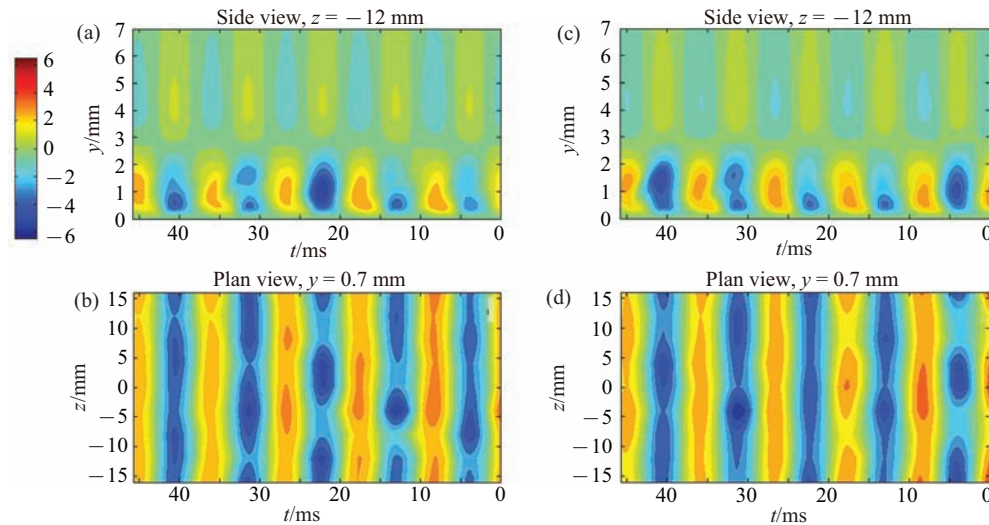 Side view, z = −12 mm
(a)
7
6
5
4
3
2
1
0
y/mm
40 30 20 10 0
t/ms
6
4
2
0
−2
−4
−6
Plan view, y = 0.7 mm
(b)
15
10
5
0
−5
−10
−15
z/mm
40 30 20 10 0
t/ms
Side view, z = −12 mm
(c)
7
6
5
4
3
2
1
0
y/mm
40 30 20 10 0
t/ms
Plan view, y = 0.7 mm
(d)
15
10
5
0
−5
−10
−15
z/mm
40 30 20 10 0
t/ms